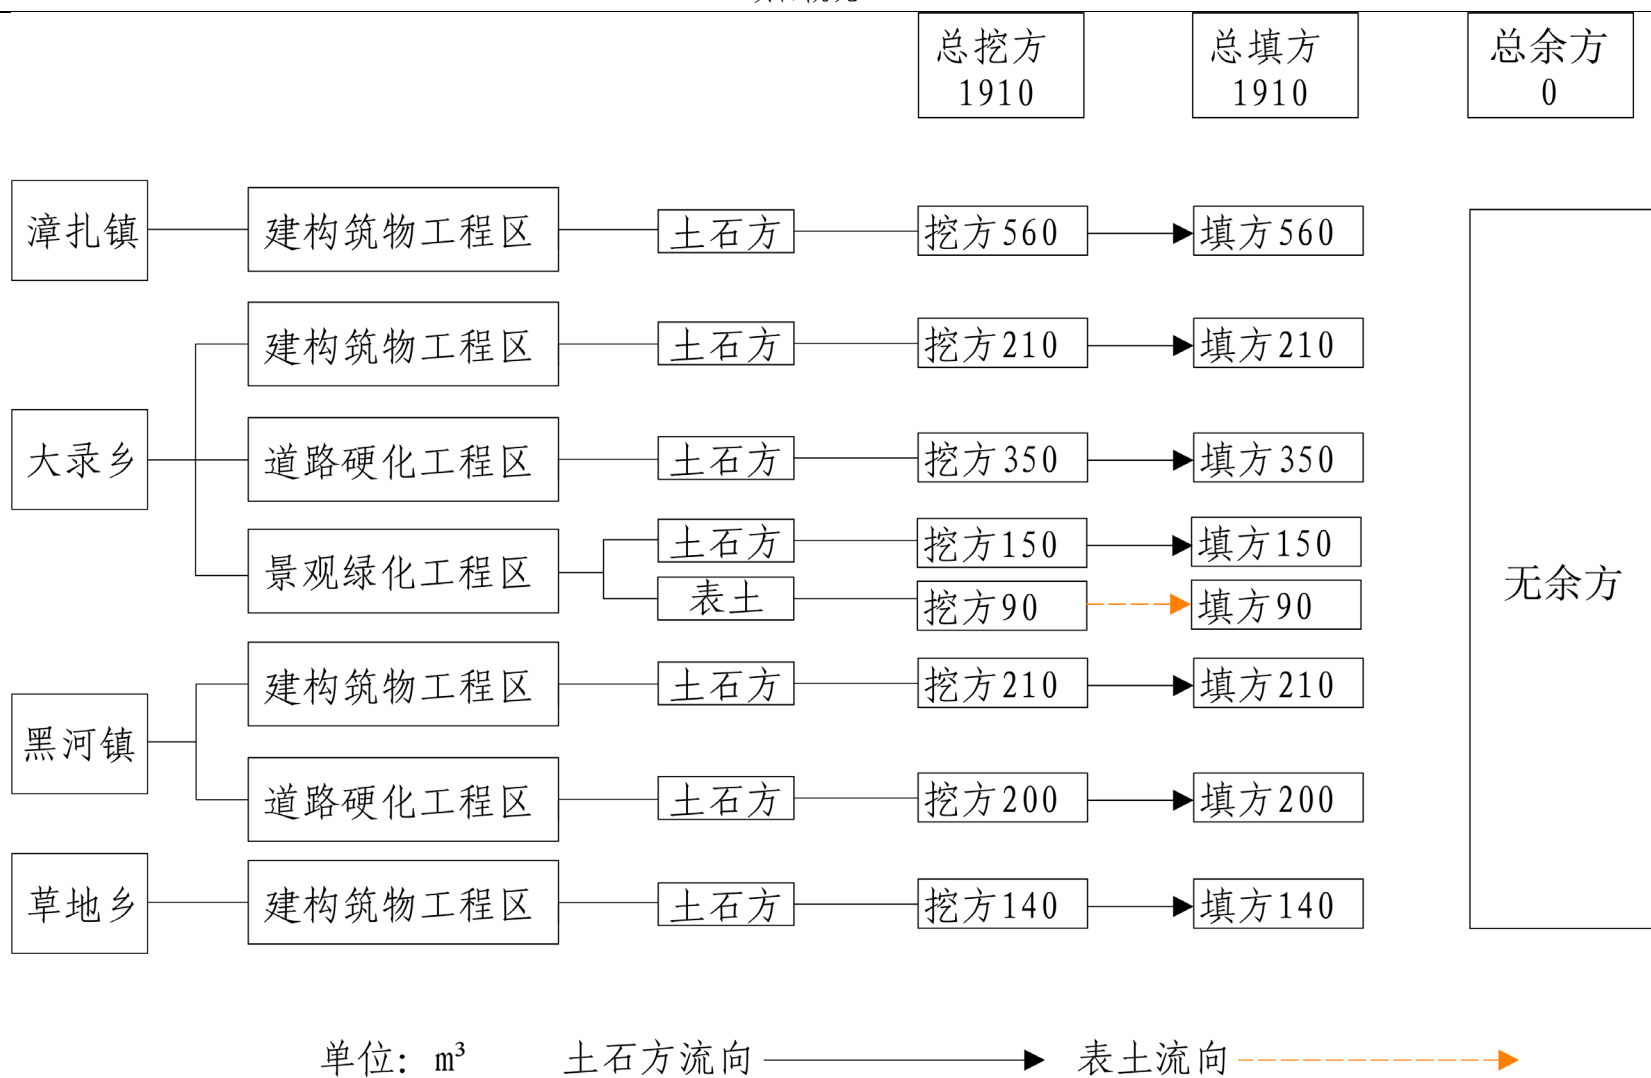 总挖方
1910
总填方
1910
总余方
0
漳扎镇
建构筑物工程区
土石方
挖方560
填方560
大录乡
建构筑物工程区
土石方
挖方210
填方210
道路硬化工程区
土石方
挖方350
填方350
景观绿化工程区
土石方
挖方150
填方150
表土
挖方90
填方90
无余方
黑河镇
建构筑物工程区
土石方
挖方210
填方210
道路硬化工程区
土石方
挖方200
填方200
草地乡
建构筑物工程区
土石方
挖方140
填方140
单位：m³
土石方流向
表土流向